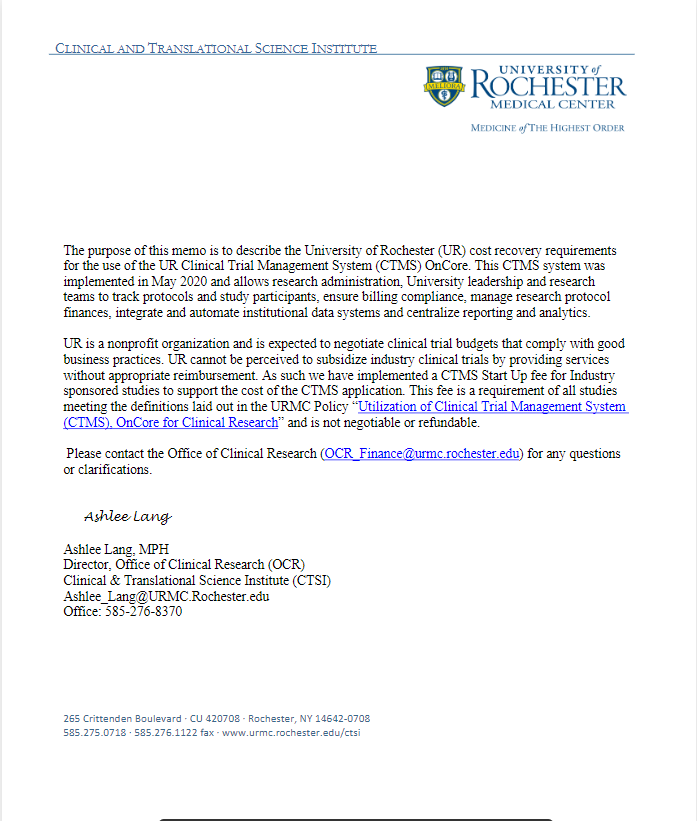 CLINICAL AND TRANSLATIONAL SCIENCE INSTITUTE
UNIVERSITY of
ROCHESTER
MEDICAL CENTER
MELIORA
MEDICINE of THE HIGHEST ORDER
The purpose of this memo is to describe the University of Rochester (UR) cost recovery requirements
for the use of the UR Clinical Trial Management System (CTMS) OnCore. This CTMS system was
implemented in May 2020 and allows research administration, University leadership and research
teams to track protocols and study participants, ensure billing compliance, manage research protocol
finances, integrate and automate institutional data systems and centralize reporting and analytics.
UR is a nonprofit organization and is expected to negotiate clinical trial budgets that comply with good
business practices. UR cannot be perceived to subsidize industry clinical trials by providing services
without appropriate reimbursement. As such we have implemented a CTMS Start Up fee for Industry
sponsored studies to support the cost of the CTMS application. This fee is a requirement of all studies
meeting the definitions laid out in the URMC Policy “Utilization of Clinical Trial Management System
(CTMS), OnCore for Clinical Research” and is not negotiable or refundable.
Please contact the Office of Clinical Research (OCR_Finance@urmc.rochester.edu) for any questions
or clarifications.
Ashlee Lang
Ashlee Lang, MPH
Director, Office of Clinical Research (OCR)
Clinical & Translational Science Institute (CTSI)
Ashlee_Lang@URMC.Rochester.edu
Office: 585-276-8370
265 Crittenden Boulevard · CU 420708 · Rochester, NY 14642-0708
585.275.0718 · 585.276.1122 fax · www.urmc.rochester.edu/ctsi